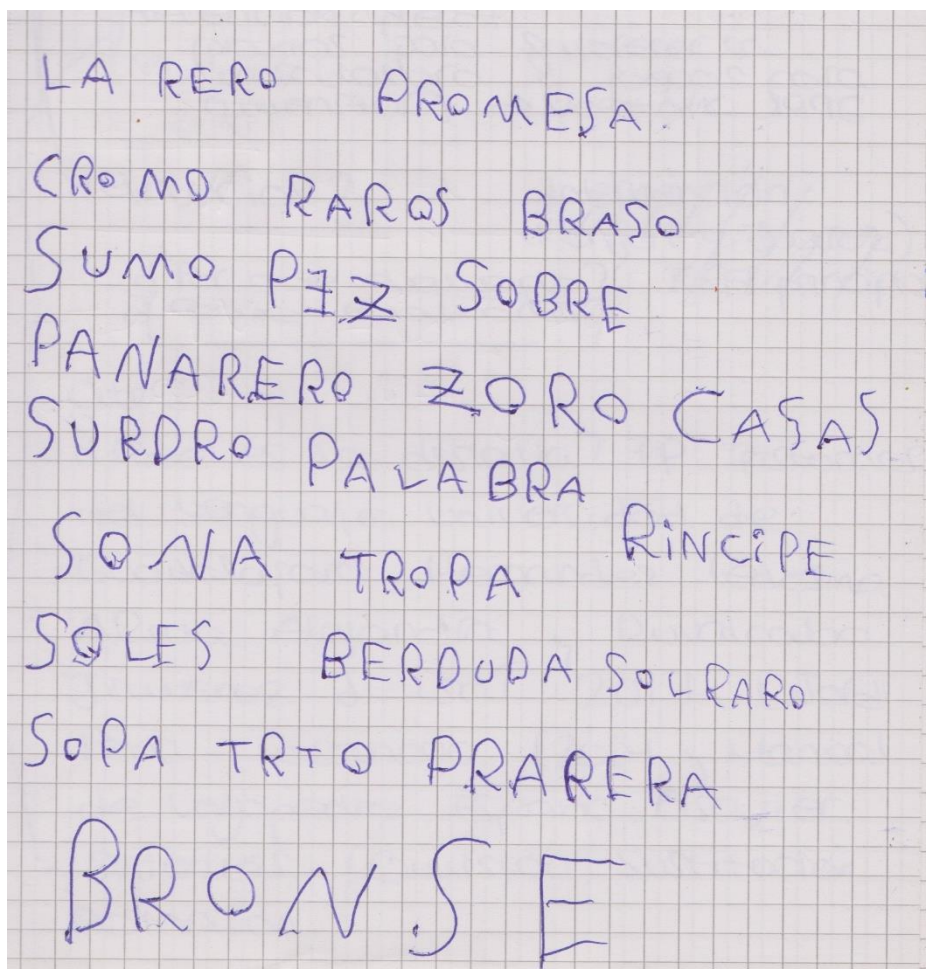 LA RERO PROMESA.
CROMO RAROS BRASO
SUMO PIZ SOBRE
PANARERO ZORO CASAS
SURDRO PALABRA
SONA TROPA RINCIPE
SOLES BERDUDA SOLRARO
SOPA TRTO PRARERA
BRONSE